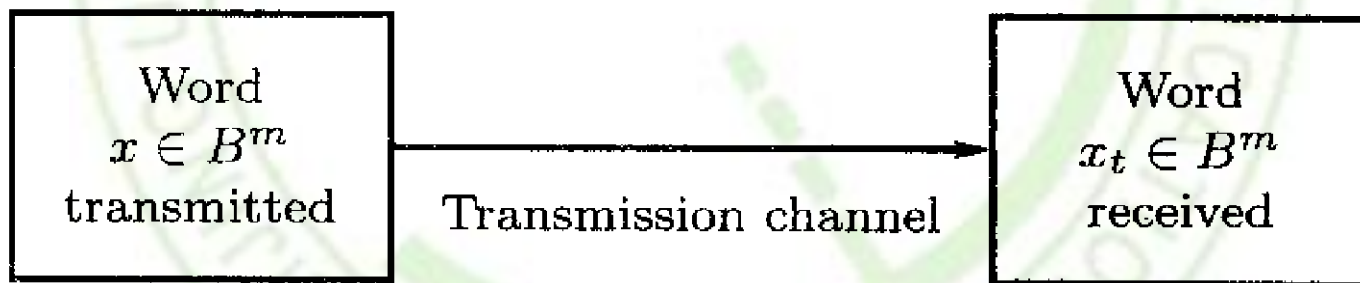 Word
x ∈ B^m
transmitted
Transmission channel
Word
x_t ∈ B^m
received